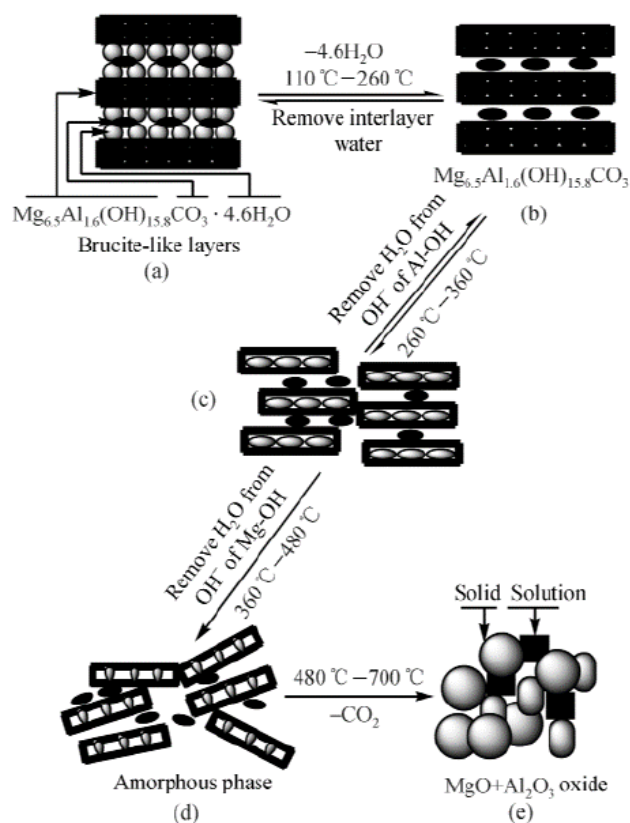 −4.6H₂O
110℃−260℃
Remove interlayer
water
Mg₆.₅Al₁.₆(OH)₁₅.₈CO₃ · 4.6H₂O
Brucite-like layers
(a)
Mg₆.₅Al₁.₆(OH)₁₅.₈CO₃
(b)
Remove H₂O from
OH⁻ of Al-OH
260℃−360℃
(c)
Remove H₂O from
OH⁻ of Mg-OH
360℃−480℃
Amorphous phase
(d)
480℃−700℃
−CO₂
Solid Solution
MgO+Al₂O₃ oxide
(e)